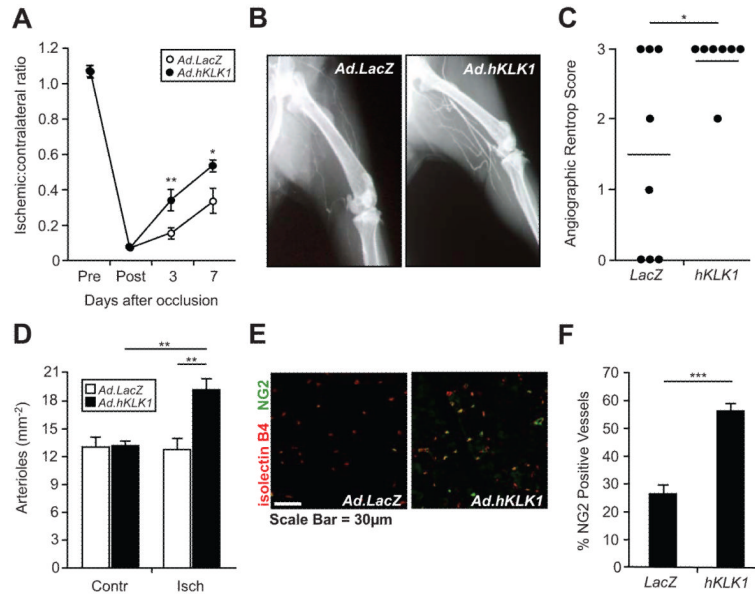 A
Ischemic:contralateral ratio
1.2
1.0
0.8
0.6
0.4
0.2
0
Ad.LacZ
Ad.hKLK1
**
*
Pre Post 3 7
Days after occlusion
B
Ad.LacZ
Ad.hKLK1
C
Angiographic Rentrop Score
3
2
1
0
*
LacZ hKLK1
D
Arterioles (mm-2)
21
18
15
12
9
6
3
0
Ad.LacZ
Ad.hKLK1
**
**
Contr Isch
E
isolectin B4 NG2
Ad.LacZ
Ad.hKLK1
Scale Bar = 30μm
F
% NG2 Positive Vessels
70
60
50
40
30
20
10
0
***
LacZ hKLK1